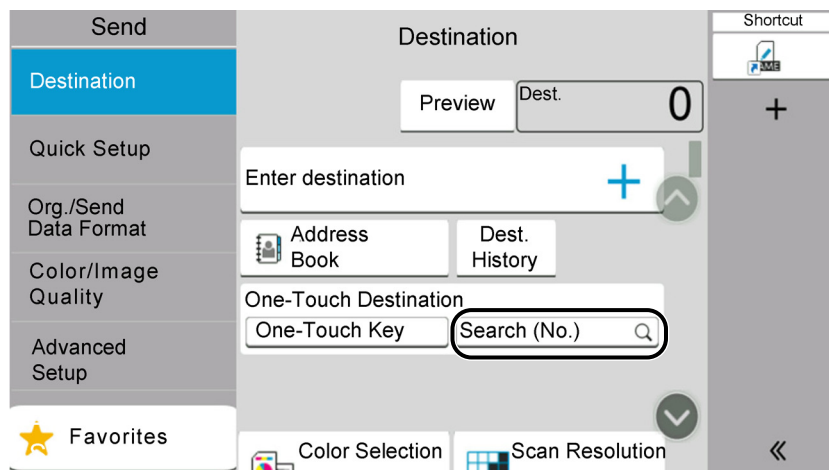 Send
Destination
Quick Setup
Org./Send
Data Format
Color/Image
Quality
Advanced
Setup
Favorites
Destination
Preview
Dest.
0
Enter destination
Address
Book
Dest.
History
One-Touch Destination
One-Touch Key
Search (No.)
Color Selection
Scan Resolution
Shortcut